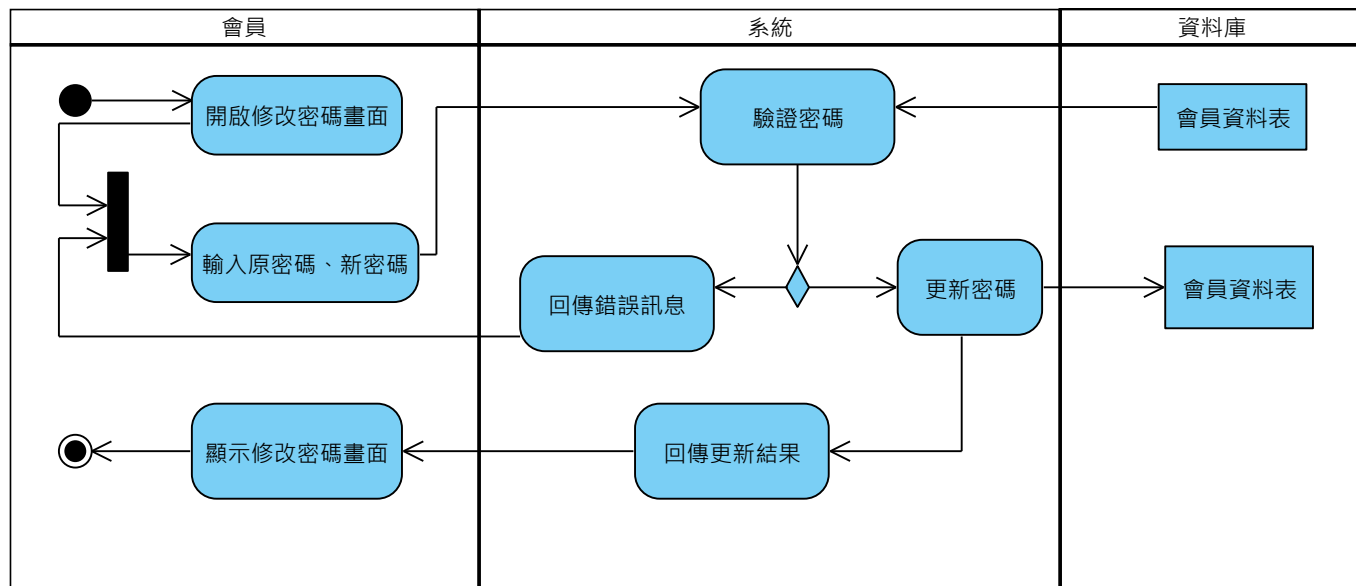 會員
系統
資料庫
開啟修改密碼畫面
驗證密碼
會員資料表
輸入原密碼、新密碼
回傳錯誤訊息
更新密碼
會員資料表
顯示修改密碼畫面
回傳更新結果